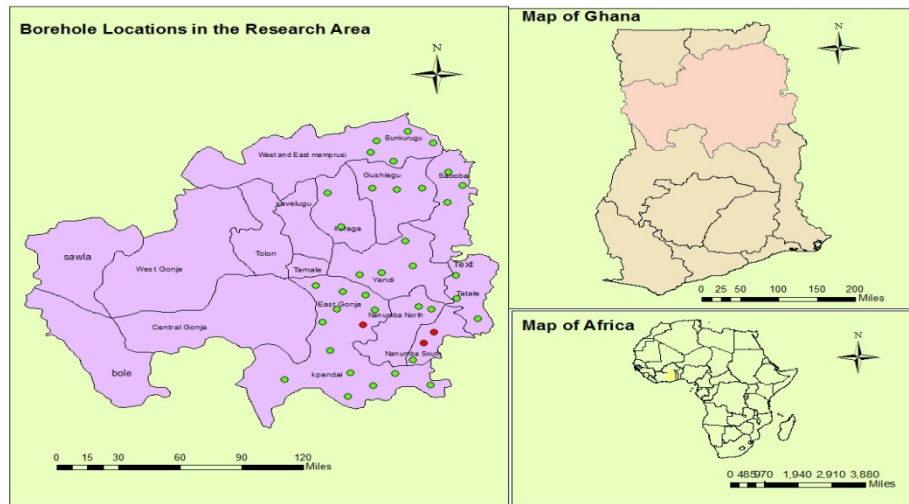 Borehole Locations in the Research Area
N
Bunkurugu
West and East mamprusi
Gushiegu
Saboba
savelugu
karaga
sawla
West Gonja
Tolon
Text
Tamale
Yendi
Tatale
East Gonja
Nanumba North
Central Gonja
Nanumba South
bole
kpandai
0 15 30 60 90 120
Miles
Map of Ghana
N
0 25 50 100 150 200
Miles
Map of Africa
N
0 485 970 1,940 2,910 3,880
Miles